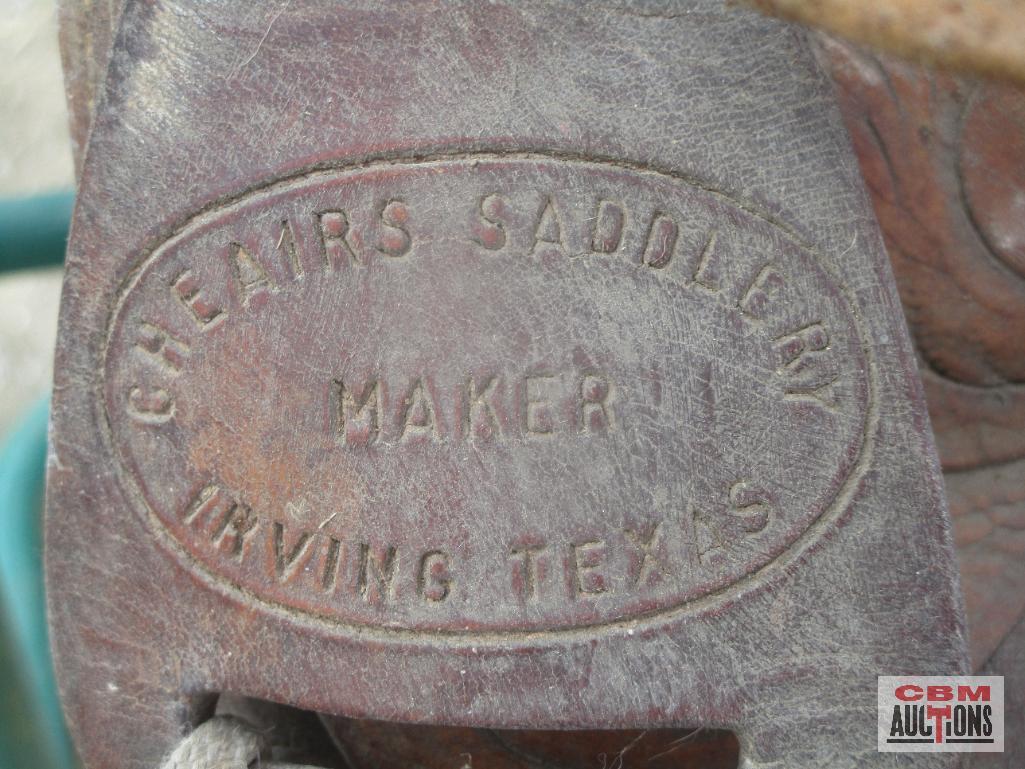 CHEAIRS SADDLERY
MAKER
IRVING TEXAS
CBM
AUCTIONS